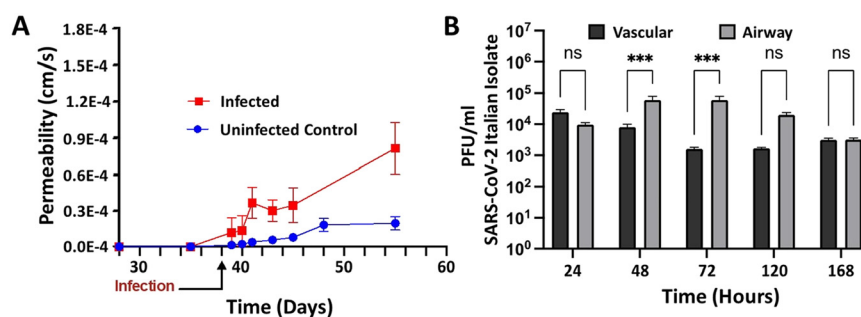 A
Permeability (cm/s)
1.8E-4
1.5E-4
1.2E-4
0.9E-4
0.6E-4
0.3E-4
0.0E-4
Infected
Uninfected Control
30
40
50
60
Infection
Time (Days)
B
PFU/ml
SARS-CoV-2 Italian Isolate
Vascular
Airway
ns
***
***
ns
ns
10⁵
10⁵
10⁴
10³
10²
10¹
10⁰
24
48
72
120
168
Time (Hours)